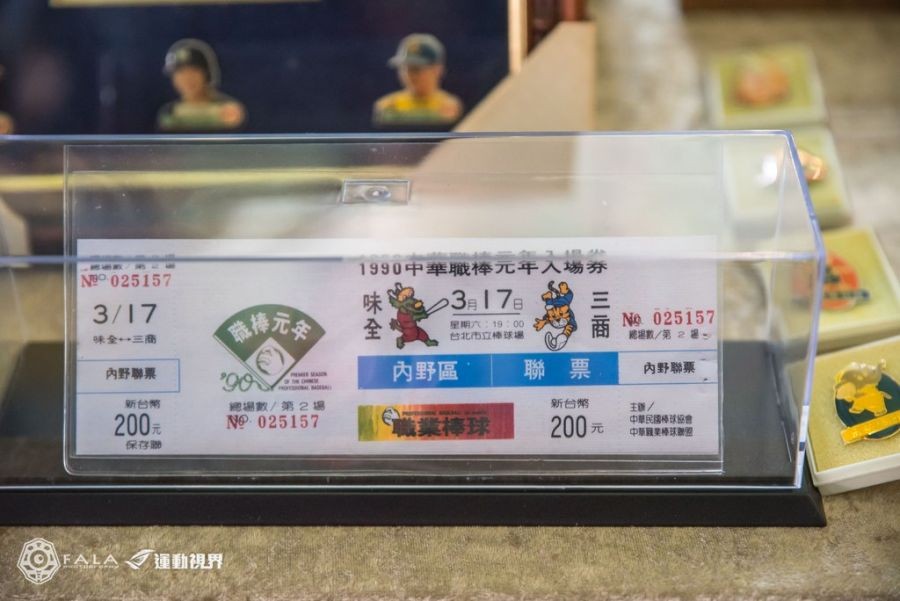 總場數/第2場
№ 025157
3/17
味全↔三商
內野聯票
新台幣
200元
保存聯
職棒元年
'90
PREMIER SEASON
OF THE CHINESE
PROFESSIONAL BASEBALL
總場數/第2場
№ 025157
1990中華職棒元年入場券
味全
3月17日
星期六:19:00
台北市立棒球場
三商
內野區 聯票
職業棒球
新台幣
200元
№ 025157
總場數/第2場
內野聯票
主辦/
中華民國棒球協會
中華職業棒球聯盟
FALA
運動視界